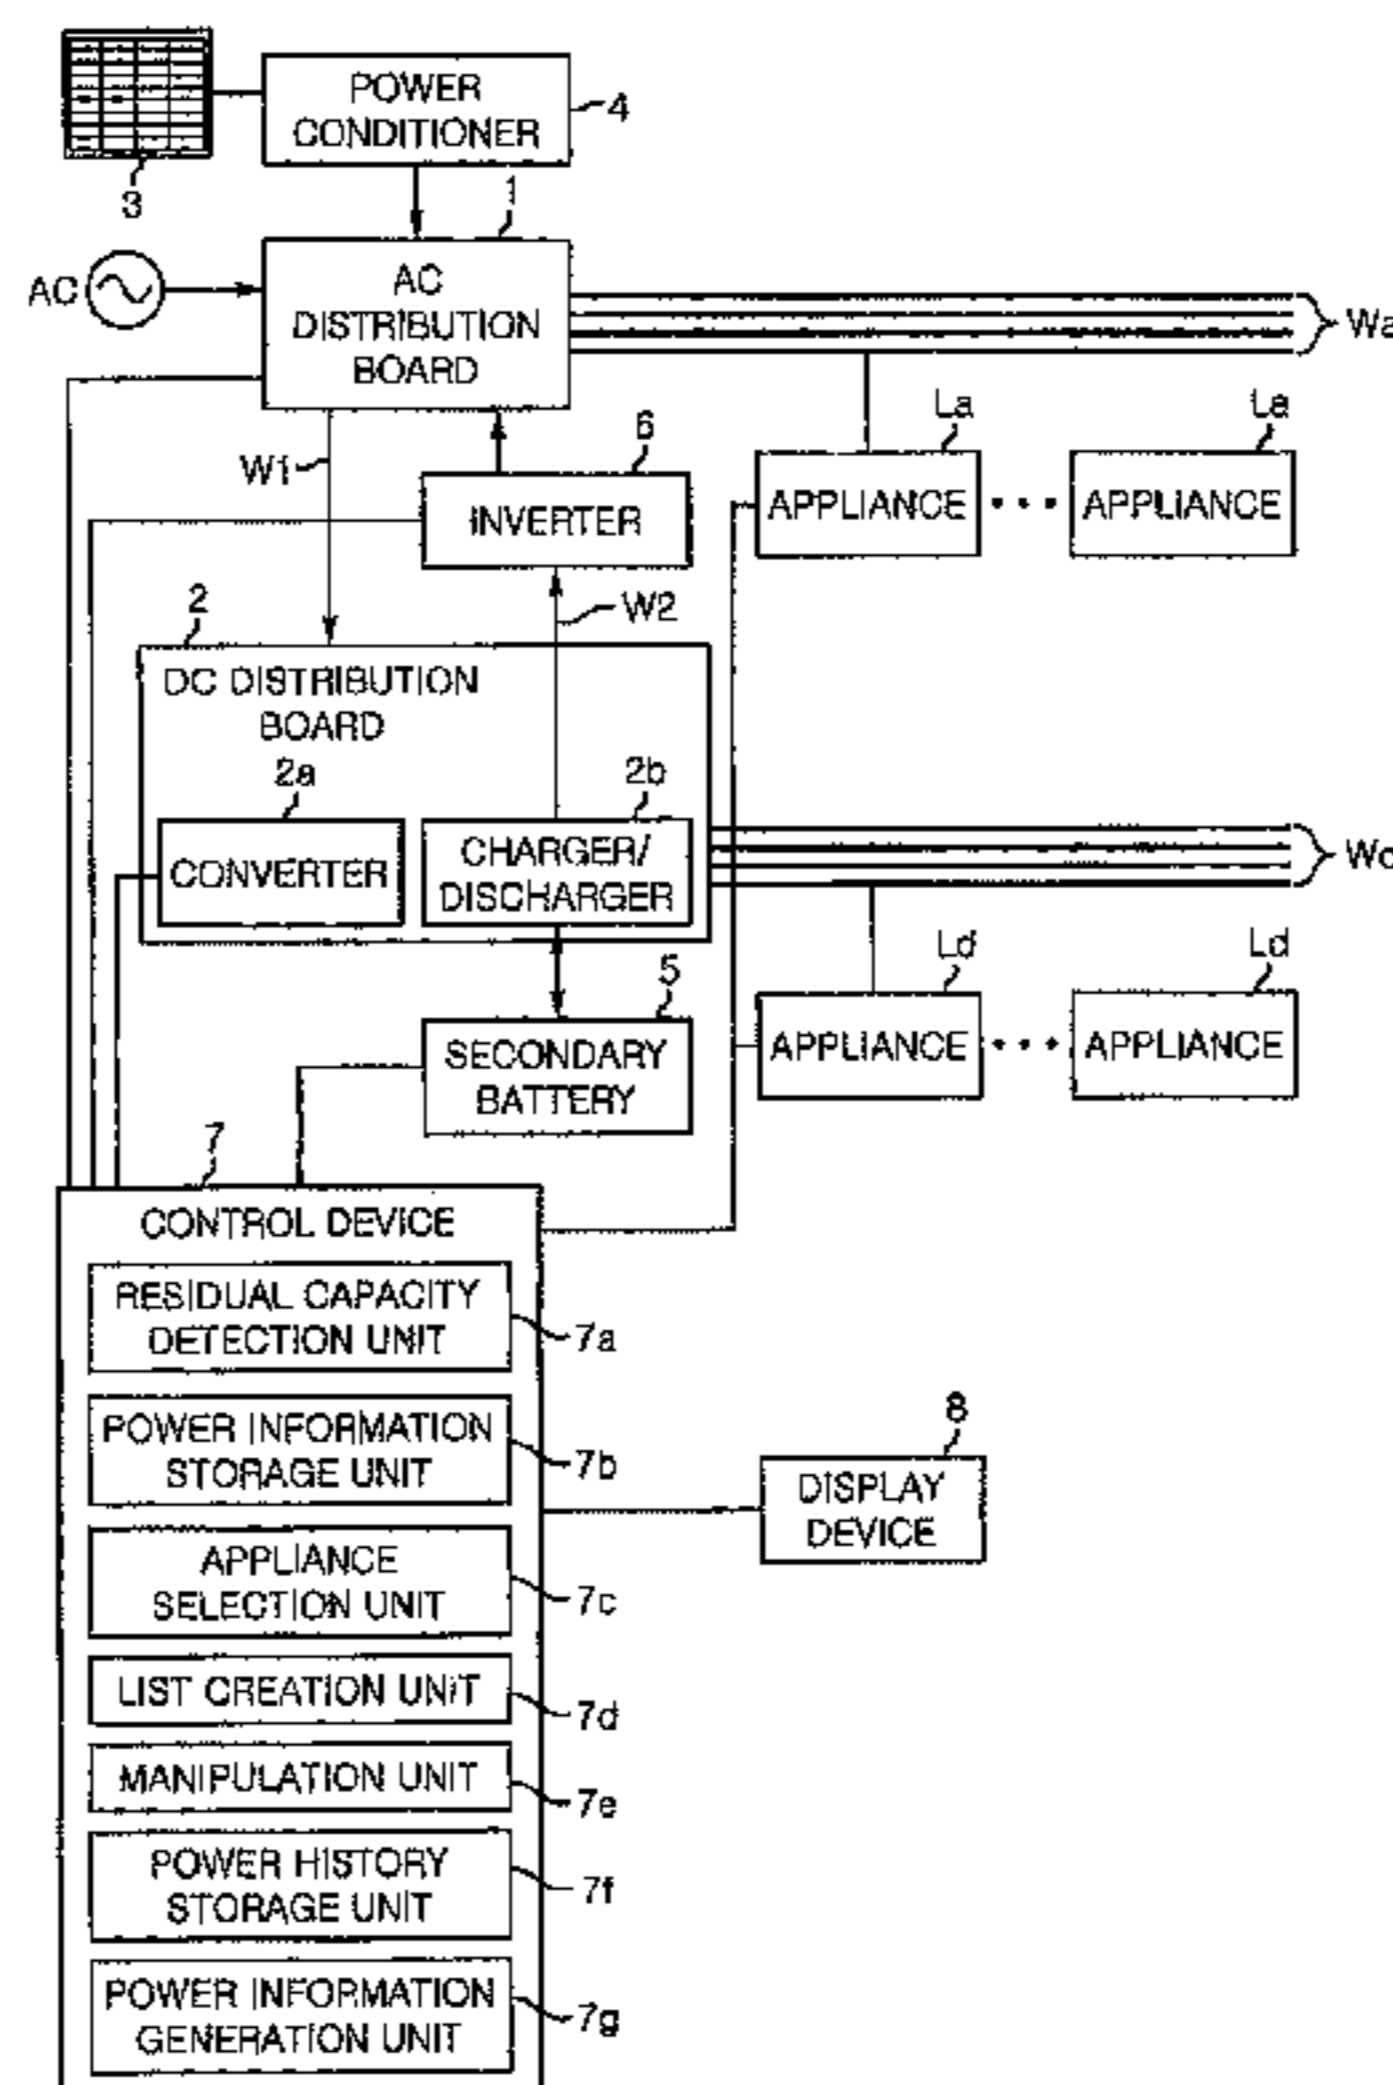 POWER
CONDITIONER
4
3
1
AC
AC
DISTRIBUTION
BOARD
Wa
La
La
6
W1
INVERTER
APPLIANCE
APPLIANCE
2
W2
DC DISTRIBUTION
BOARD
2a
2b
CONVERTER
CHARGER/
DISCHARGER
Ld
Ld
5
SECONDARY
BATTERY
APPLIANCE
APPLIANCE
7
CONTROL DEVICE
RESIDUAL CAPACITY
DETECTION UNIT
7a
POWER INFORMATION
STORAGE UNIT
7b
8
DISPLAY
DEVICE
APPLIANCE
SELECTION UNIT
7c
LIST CREATION UNIT
7d
MANIPULATION UNIT
7e
POWER HISTORY
STORAGE UNIT
7f
POWER INFORMATION
GENERATION UNIT
7g